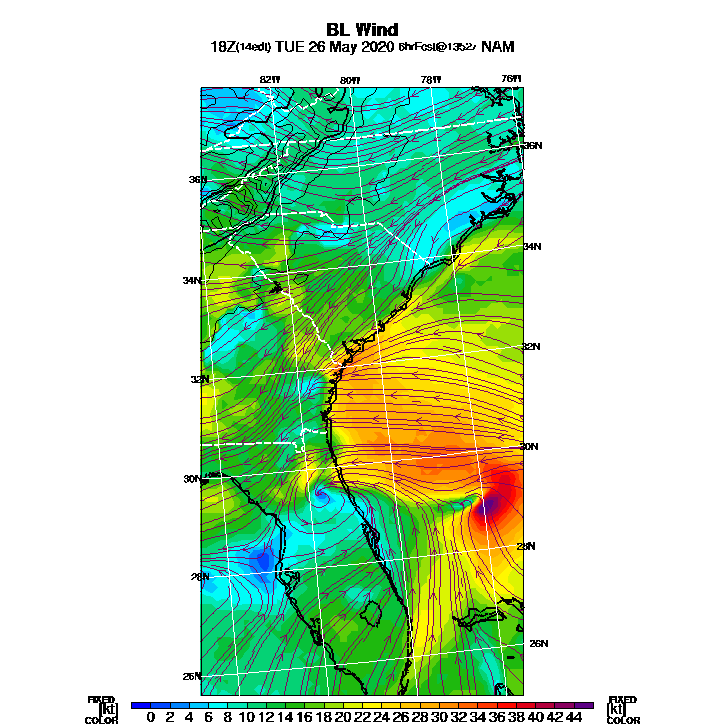 BL Wind
18Z(14edt) TUE 26 May 2020 6hrFcst@1352z NAM
82W 80W 78W 76W
36N
36N
34N
34N
32N
32N
30N
30N
28N
28N
26N
26N
FIXED FIXED
[kt] 0 2 4 6 8 10 12 14 16 18 20 22 24 26 28 30 32 34 36 38 40 42 44 [kt]
COLOR COLOR